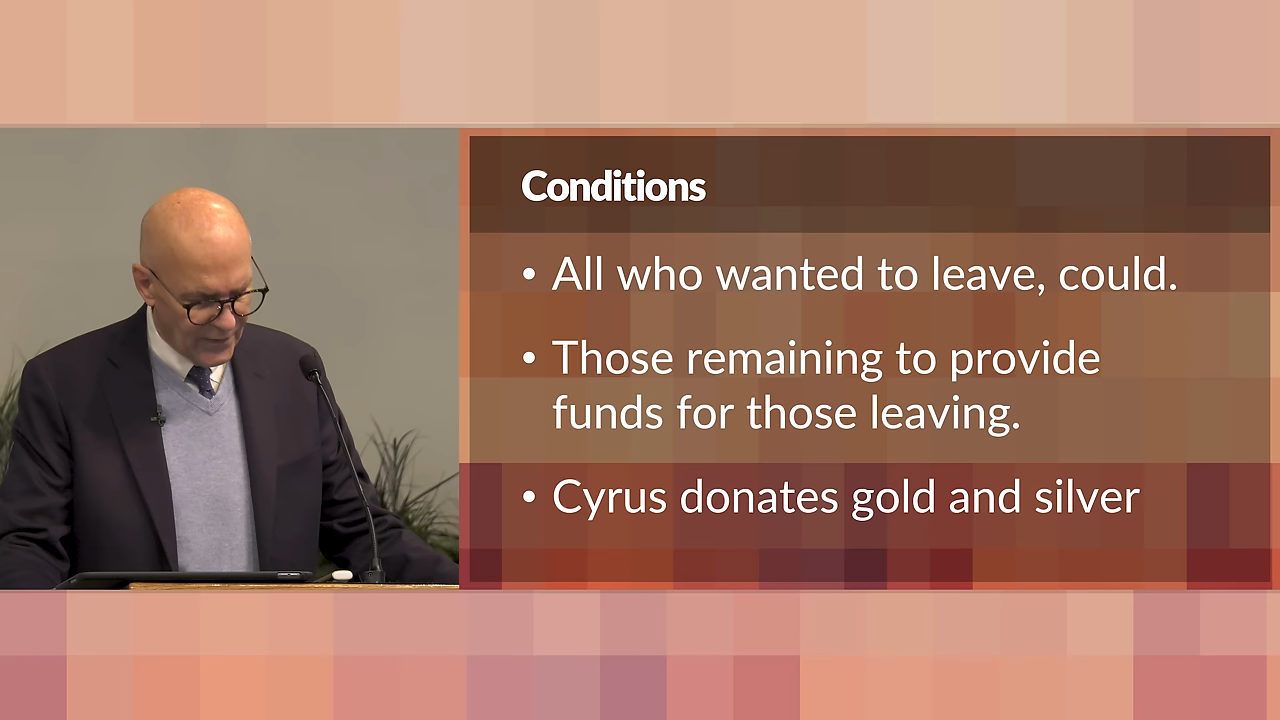 Conditions
• All who wanted to leave, could.
• Those remaining to provide
funds for those leaving.
• Cyrus donates gold and silver